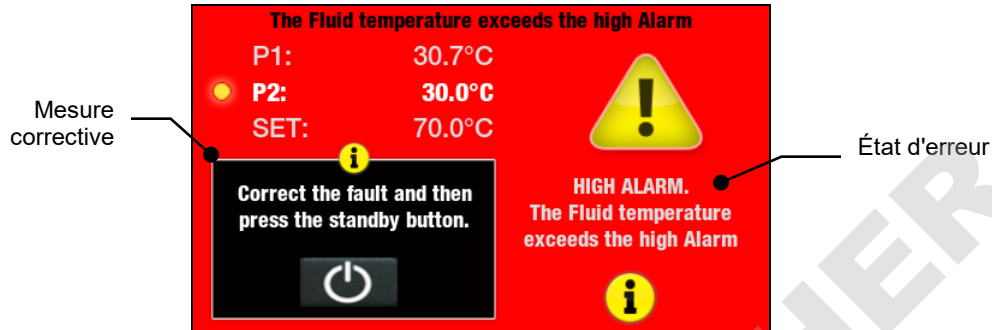 The Fluid temperature exceeds the high Alarm
P1: 30.7°C
P2: 30.0°C
SET: 70.0°C
Mesure
corrective
Correct the fault and then
press the standby button.
HIGH ALARM.
The Fluid temperature
exceeds the high Alarm
État d'erreur